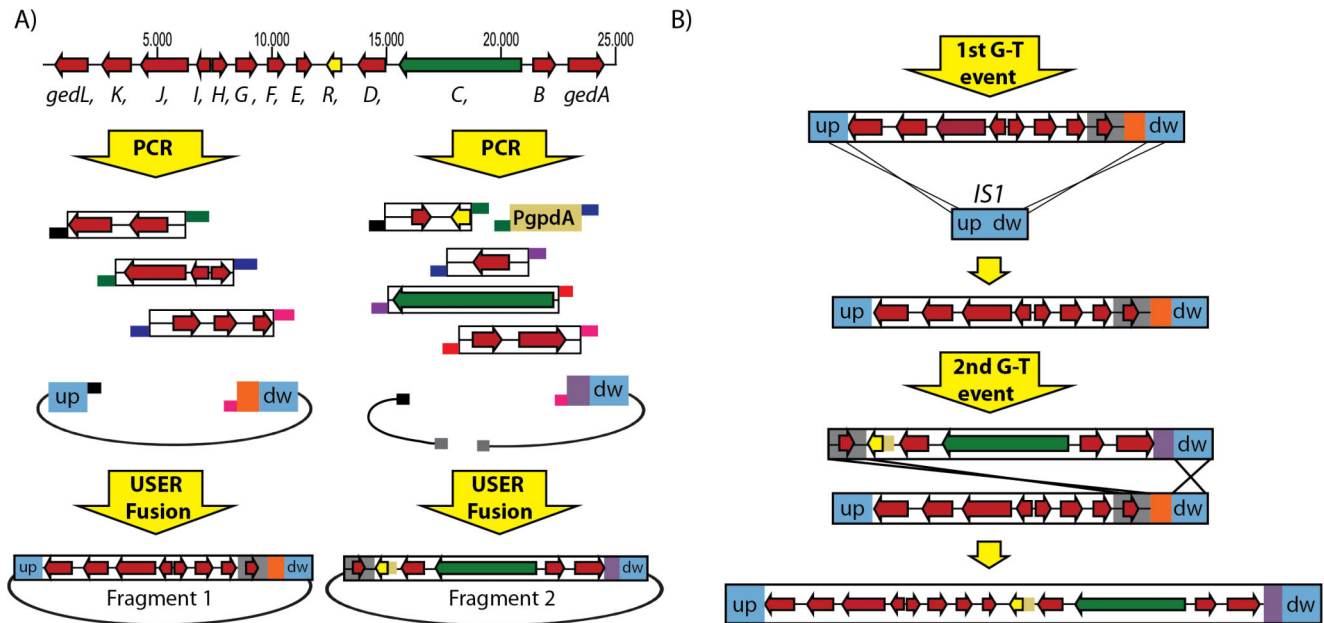 A)
5.000 10.000 15.000 20.000 25.000
gedL, K, J, I, H, G , F, E, R, D, C, B gedA
PCR
PCR
PgpdA
up
dw
dw
USER
Fusion
USER
Fusion
up
dw
dw
Fragment 1
Fragment 2
B)
1st G-T
event
up
dw
IS1
up dw
up
dw
2nd G-T
event
dw
up
dw
up
dw